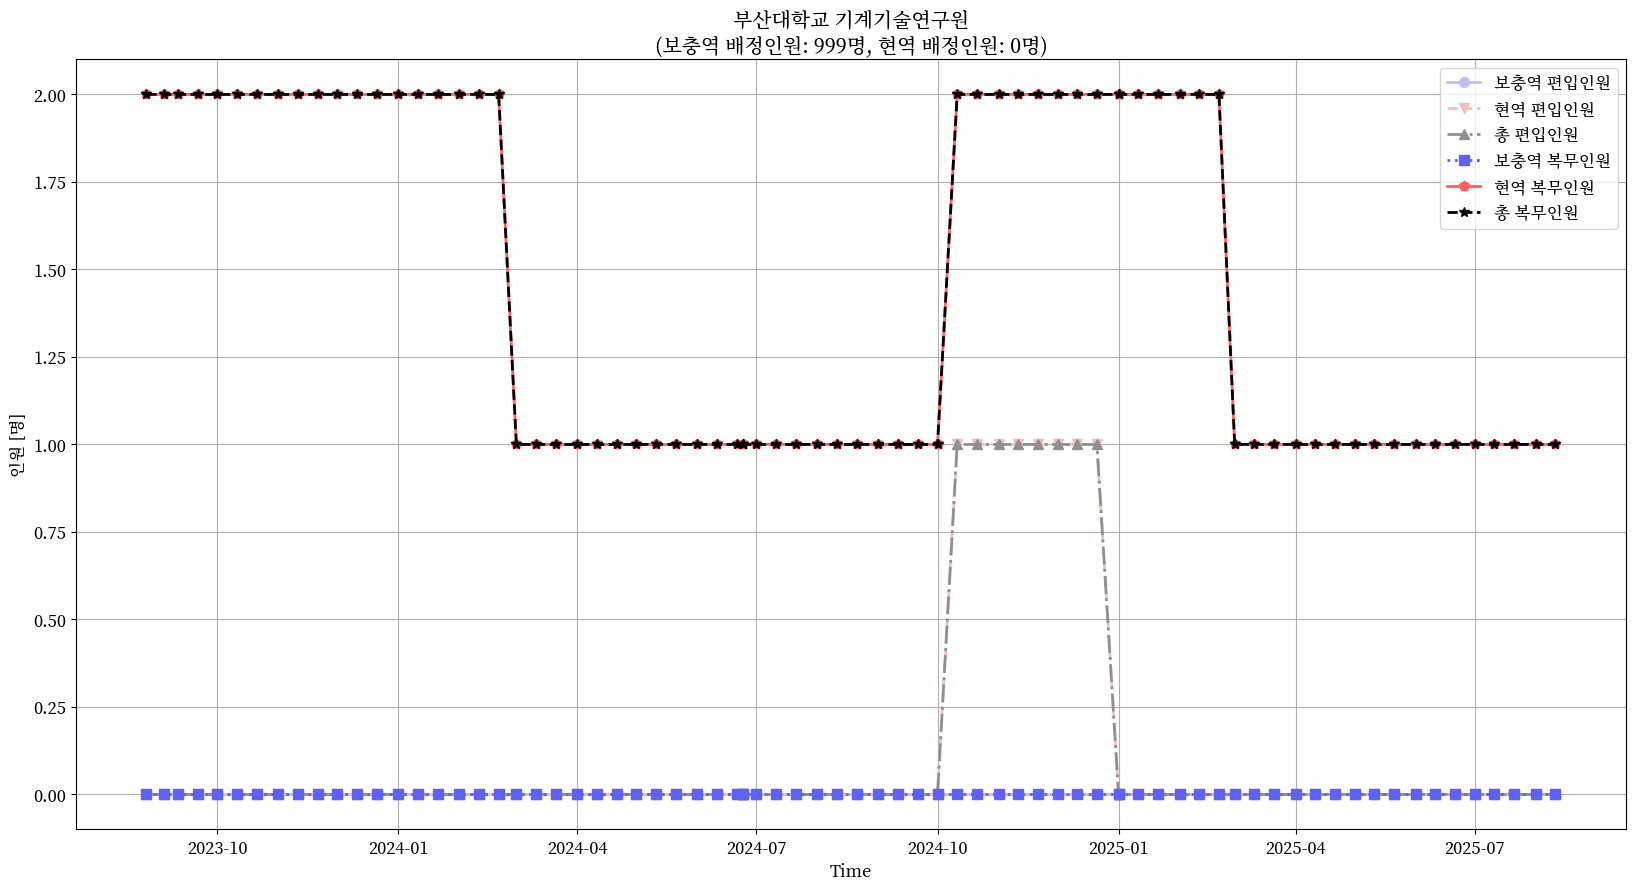 부산대학교 기계기술연구원
(보충역 배정인원: 999명, 현역 배정인원: 0명)
보충역 편입인원
현역 편입인원
총 편입인원
보충역 복무인원
현역 복무인원
총 복무인원
2.00
1.75
1.50
1.25
1.00
0.75
0.50
0.25
0.00
인원 [명]
2023-10
2024-01
2024-04
2024-07
2024-10
2025-01
2025-04
2025-07
Time